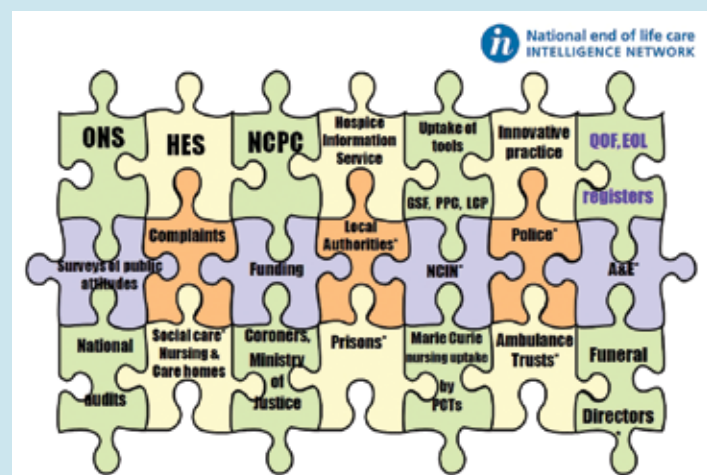 National end of life care
INTELLIGENCE NETWORK
ONS
HES
NCPC
Hospice
Information
Service
Uptake of
tools
GSF, PPC, LCP
Innovative
practice
QOF, EOL
registers
Surveys of public
attitudes
Complaints
Funding
Local
Authorities*
NCIN*
Police*
A&E*
National
audits
Social care*
Nursing &
Care homes
Coroners,
Ministry
of
Justice
Prisons*
Marie Curie
nursing uptake
by
PCTs
Ambulance
Trusts*
Funeral
Directors
*